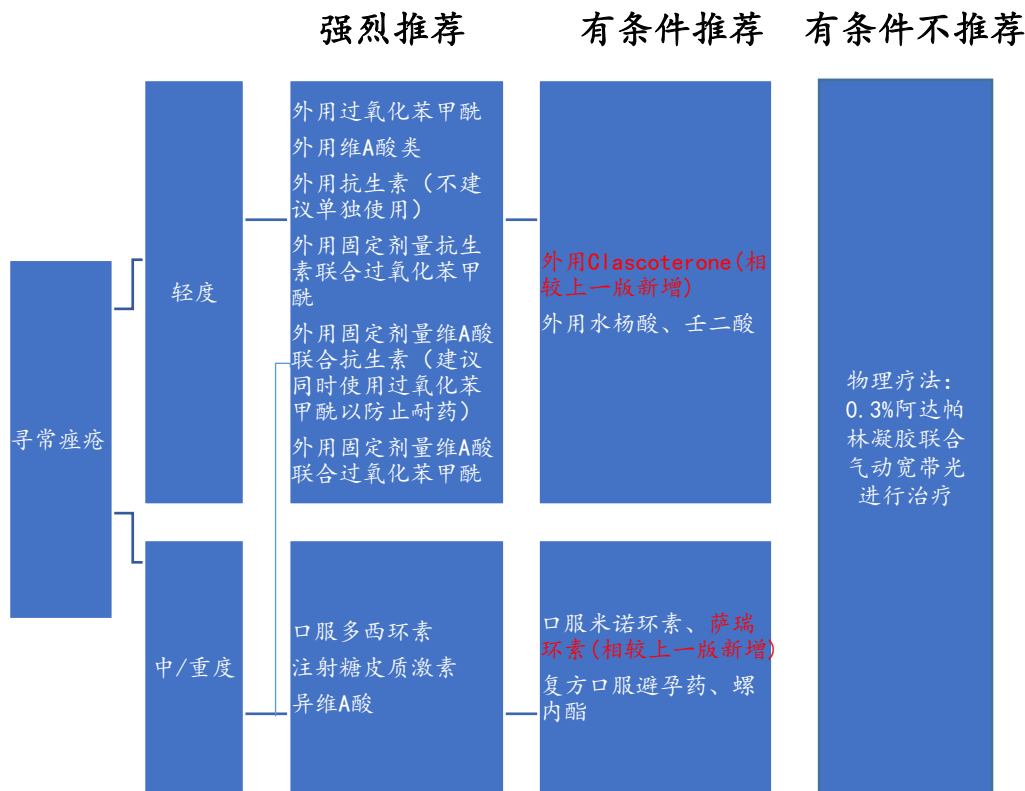 强烈推荐
有条件推荐
有条件不推荐
寻常痤疮
轻度
外用过氧化苯甲酰
外用维A酸类
外用抗生素（不建
议单独使用）
外用固定剂量抗生
素联合过氧化苯甲
酰
外用固定剂量维A酸
联合抗生素（建议
同时使用过氧化苯
甲酰以防止耐药）
外用固定剂量维A酸
联合过氧化苯甲酰
外用Clascoterone(相
较上一版新增)
外用水杨酸、壬二酸
中/重度
口服多西环素
注射糖皮质激素
异维A酸
口服米诺环素、萨瑞
环素(相较上一版新增)
复方口服避孕药、螺
内酯
物理疗法：
0.3%阿达帕
林凝胶联合
气动宽带光
进行治疗